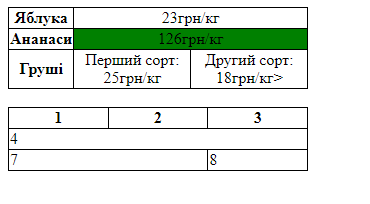 Яблука 23грн/кг
Ананаси 126грн/кг
Груші Перший сорт: 25грн/кг Другий сорт: 18грн/кг>
1 2 3
4
7 8